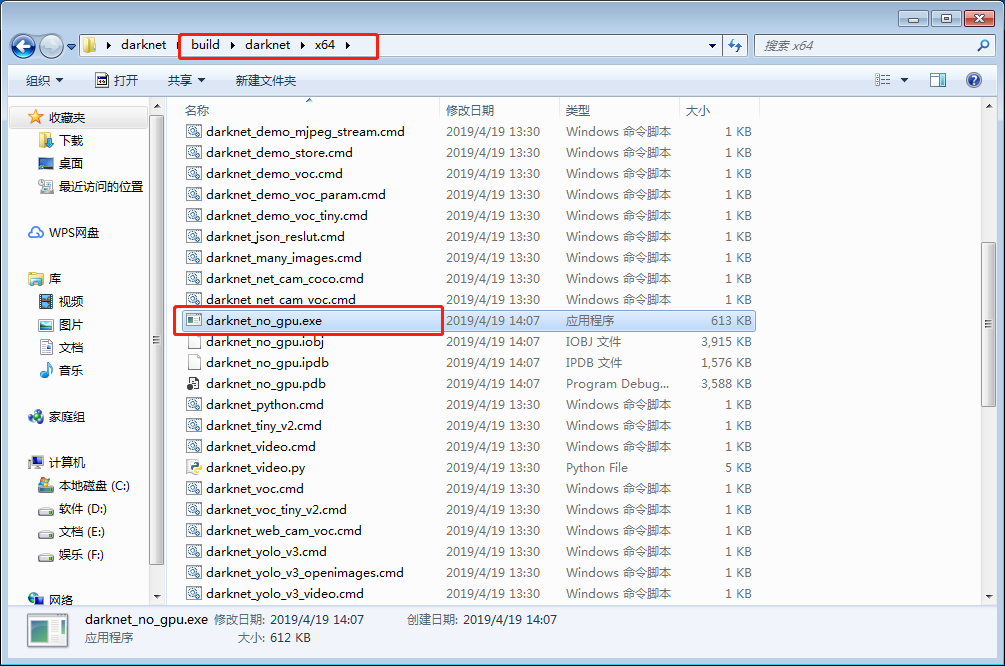 darknet build darknet x64 搜索 x64
组织 打开 共享 新建文件夹
收藏夹
下载
桌面
最近访问的位置
WPS网盘
库
视频
图片
文档
音乐
家庭组
计算机
本地磁盘 (C:)
软件 (D:)
文档 (E:)
娱乐 (F:)
网络
名称 修改日期 类型 大小
darknet_demo_mjpeg_stream.cmd 2019/4/19 13:30 Windows 命令脚本 1 KB
darknet_demo_store.cmd 2019/4/19 13:30 Windows 命令脚本 1 KB
darknet_demo_voc.cmd 2019/4/19 13:30 Windows 命令脚本 1 KB
darknet_demo_voc_param.cmd 2019/4/19 13:30 Windows 命令脚本 1 KB
darknet_demo_voc_tiny.cmd 2019/4/19 13:30 Windows 命令脚本 1 KB
darknet_json_reslut.cmd 2019/4/19 13:30 Windows 命令脚本 1 KB
darknet_many_images.cmd 2019/4/19 13:30 Windows 命令脚本 1 KB
darknet_net_cam_coco.cmd 2019/4/19 13:30 Windows 命令脚本 1 KB
darknet_net_cam_voc.cmd 2019/4/19 13:30 Windows 命令脚本 1 KB
darknet_no_gpu.exe 2019/4/19 14:07 应用程序 613 KB
darknet_no_gpu.iobj 2019/4/19 14:07 IOBJ 文件 3,915 KB
darknet_no_gpu.ipdb 2019/4/19 14:07 IPDB 文件 1,576 KB
darknet_no_gpu.pdb 2019/4/19 14:07 Program Debug... 3,588 KB
darknet_python.cmd 2019/4/19 13:30 Windows 命令脚本 1 KB
darknet_tiny_v2.cmd 2019/4/19 13:30 Windows 命令脚本 1 KB
darknet_video.cmd 2019/4/19 13:30 Windows 命令脚本 1 KB
darknet_video.py 2019/4/19 13:30 Python File 5 KB
darknet_voc.cmd 2019/4/19 13:30 Windows 命令脚本 1 KB
darknet_voc_tiny_v2.cmd 2019/4/19 13:30 Windows 命令脚本 1 KB
darknet_web_cam_voc.cmd 2019/4/19 13:30 Windows 命令脚本 1 KB
darknet_yolo_v3.cmd 2019/4/19 13:30 Windows 命令脚本 1 KB
darknet_yolo_v3_openimages.cmd 2019/4/19 13:30 Windows 命令脚本 1 KB
darknet_yolo_v3_video.cmd 2019/4/19 13:30 Windows 命令脚本 1 KB
darknet_no_gpu.exe 修改日期: 2019/4/19 14:07 创建日期: 2019/4/19 14:07
应用程序 大小: 612 KB